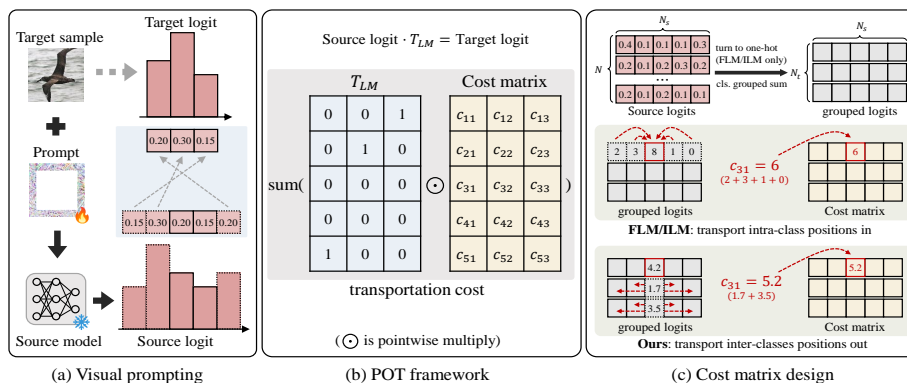 Target logit
Target sample
0.20 0.30 0.15
Prompt
0.15 0.30 0.20 0.15 0.20
Source model
Source logit
(a) Visual prompting
Source logit · T_LM = Target logit
T_LM
Cost matrix
sum(
0 0 1
0 1 0
0 0 0
0 0 0
1 0 0
⊙
c11 c12 c13
c21 c22 c23
c31 c32 c33
c41 c42 c43
c51 c52 c53
)
transportation cost
(⊙ is pointwise multiply)
(b) POT framework
N_s
N
0.4 0.1 0.1 0.1 0.3
0.2 0.1 0.2 0.3 0.2
...
0.2 0.1 0.2 0.1 0.1
Source logits
turn to one-hot
(FLM/ILM only)
cls. grouped sum
N_s
N_t
grouped logits
2 3 8 1 0
c31 = 6
(2 + 3 + 1 + 0)
6
grouped logits
Cost matrix
FLM/ILM: transport intra-class positions in
4.2
1.7
3.5
c31 = 5.2
(1.7 + 3.5)
5.2
grouped logits
Cost matrix
Ours: transport inter-classes positions out
(c) Cost matrix design